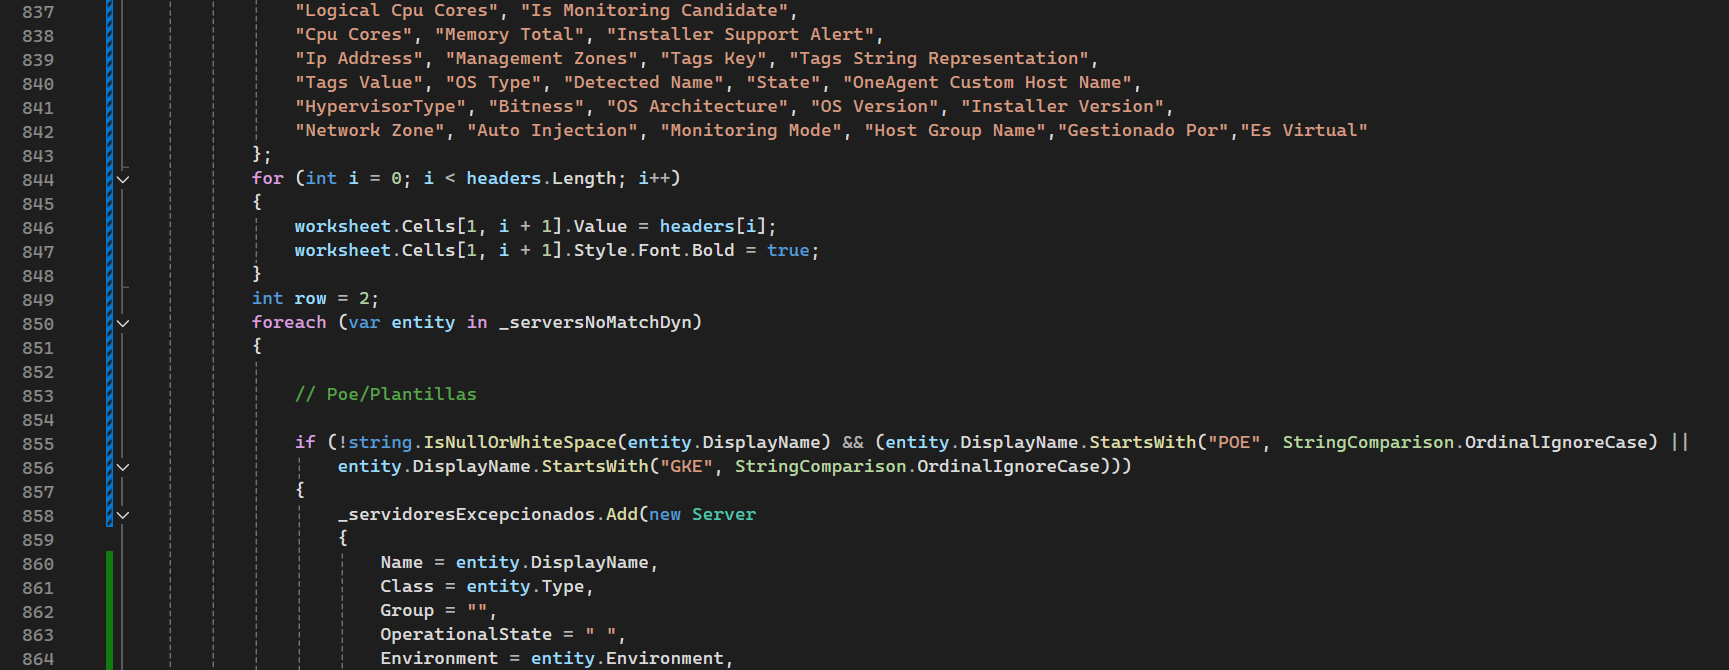 837 "Logical Cpu Cores", "Is Monitoring Candidate",
838 "Cpu Cores", "Memory Total", "Installer Support Alert",
839 "Ip Address", "Management Zones", "Tags Key", "Tags String Representation",
840 "Tags Value", "OS Type", "Detected Name", "State", "OneAgent Custom Host Name",
841 "HypervisorType", "Bitness", "OS Architecture", "OS Version", "Installer Version",
842 "Network Zone", "Auto Injection", "Monitoring Mode", "Host Group Name","Gestionado Por","Es Virtual"
843 };
844 for (int i = 0; i < headers.Length; i++)
845 {
846 worksheet.Cells[1, i + 1].Value = headers[i];
847 worksheet.Cells[1, i + 1].Style.Font.Bold = true;
848 }
849 int row = 2;
850 foreach (var entity in _serversNoMatchDyn)
851 {
852
853 // Poe/Plantillas
854
855 if (!string.IsNullOrWhiteSpace(entity.DisplayName) && (entity.DisplayName.StartsWith("POE", StringComparison.OrdinalIgnoreCase) ||
856 entity.DisplayName.StartsWith("GKE", StringComparison.OrdinalIgnoreCase)))
857 {
858 _servidoresExcepcionados.Add(new Server
859 {
860 Name = entity.DisplayName,
861 Class = entity.Type,
862 Group = "",
863 OperationalState = " ",
864 Environment = entity.Environment,